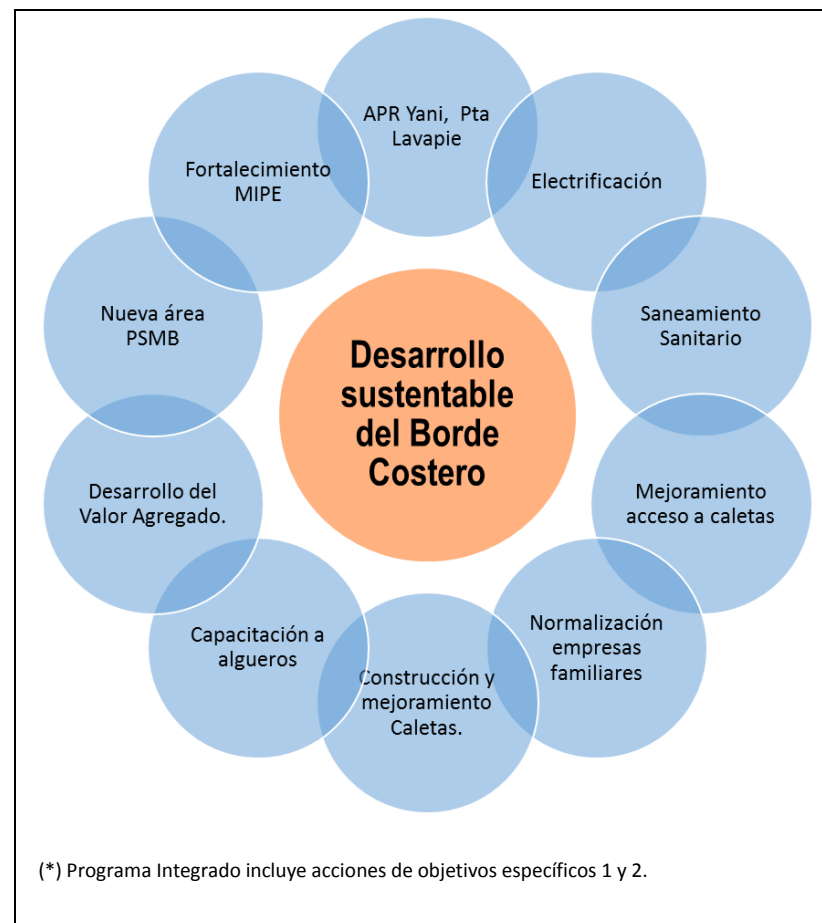 APR Yani, Pta
Lavapie
Electrificación
Saneamiento
Sanitario
Mejoramiento
acceso a caletas
Normalización
empresas
familiares
Construcción y
mejoramiento
Caletas.
Capacitación a
algueros
Desarrollo del
Valor Agregado.
Nueva área
PSMB
Fortalecimiento
MIPE
Desarrollo
sustentable
del Borde
Costero
(*) Programa Integrado incluye acciones de objetivos específicos 1 y 2.